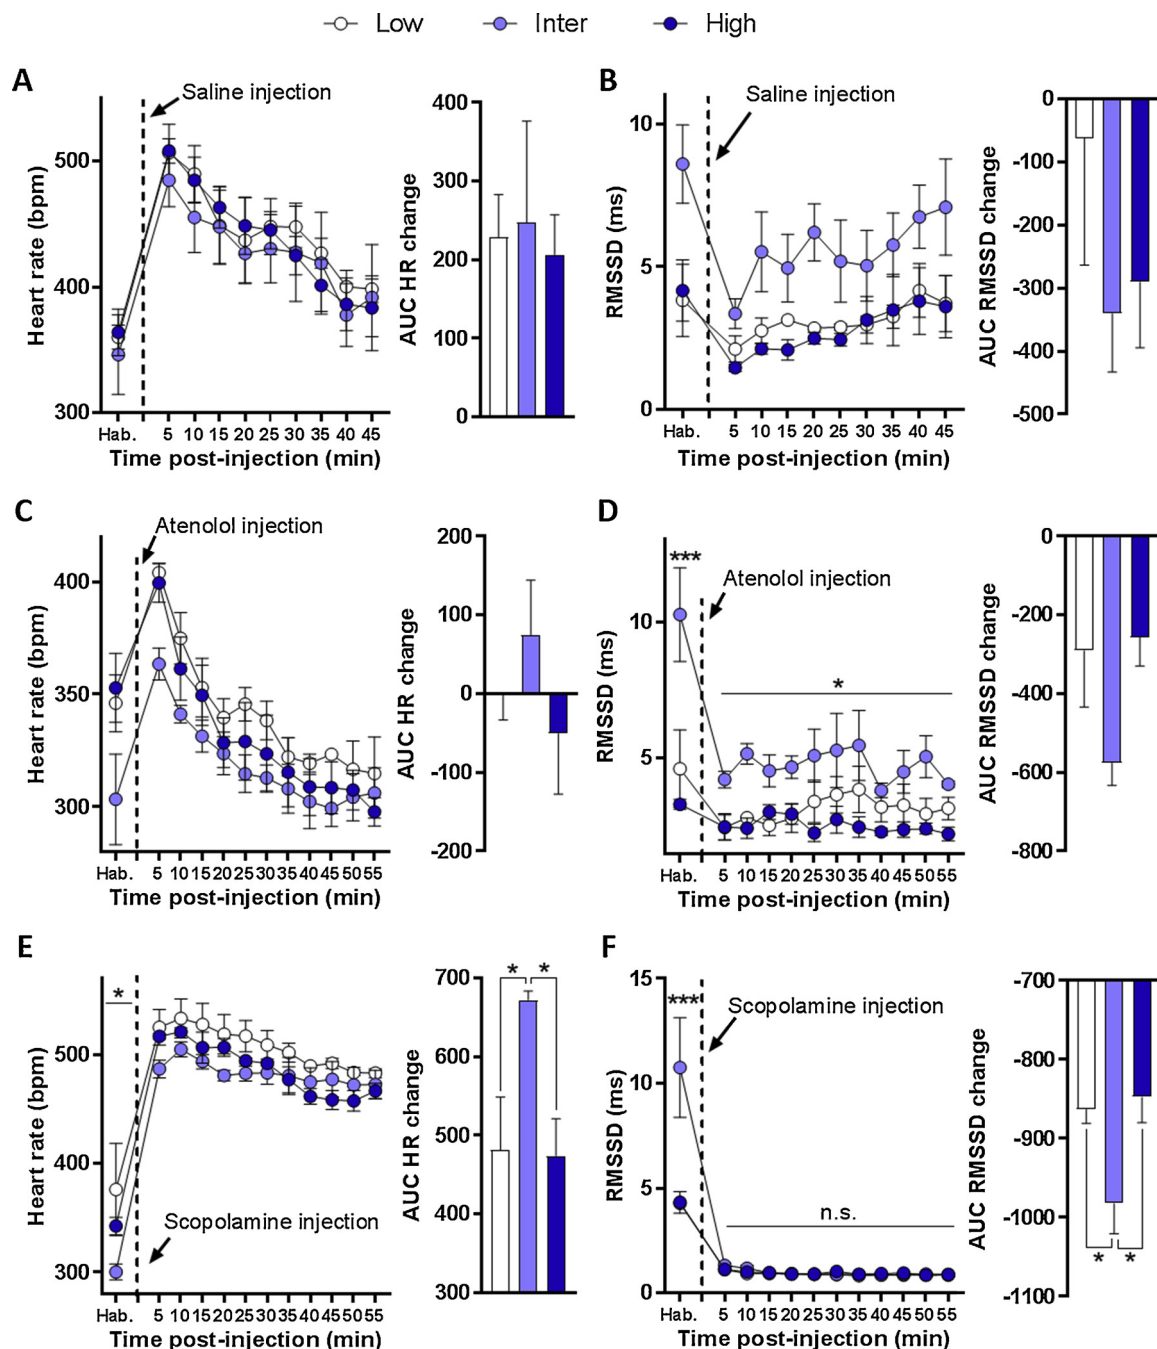 Low Inter High
A
Saline injection
Heart rate (bpm)
500
400
300
Hab. 5 10 15 20 25 30 35 40 45
Time post-injection (min)
AUC HR change
400
300
200
100
0
B
Saline injection
RMSSD (ms)
10
5
0
Hab. 5 10 15 20 25 30 35 40 45
Time post-injection (min)
AUC RMSSD change
0
-100
-200
-300
-400
-500
C
Atenolol injection
Heart rate (bpm)
400
350
300
Hab. 5 10 15 20 25 30 35 40 45 50 55
Time post-injection (min)
AUC HR change
200
100
0
-100
-200
D
***
Atenolol injection
*
RMSSD (ms)
10
5
Hab. 5 10 15 20 25 30 35 40 45 50 55
Time post-injection (min)
AUC RMSSD change
0
-200
-400
-600
-800
E
*
Scopolamine injection
Heart rate (bpm)
500
400
300
Hab. 5 10 15 20 25 30 35 40 45 50 55
Time post-injection (min)
* *
AUC HR change
700
600
500
400
300
F
***
Scopolamine injection
n.s.
RMSSD (ms)
15
10
5
0
Hab. 5 10 15 20 25 30 35 40 45 50 55
Time post-injection (min)
AUC RMSSD change
-700
-800
-900
-1000
-1100
* *